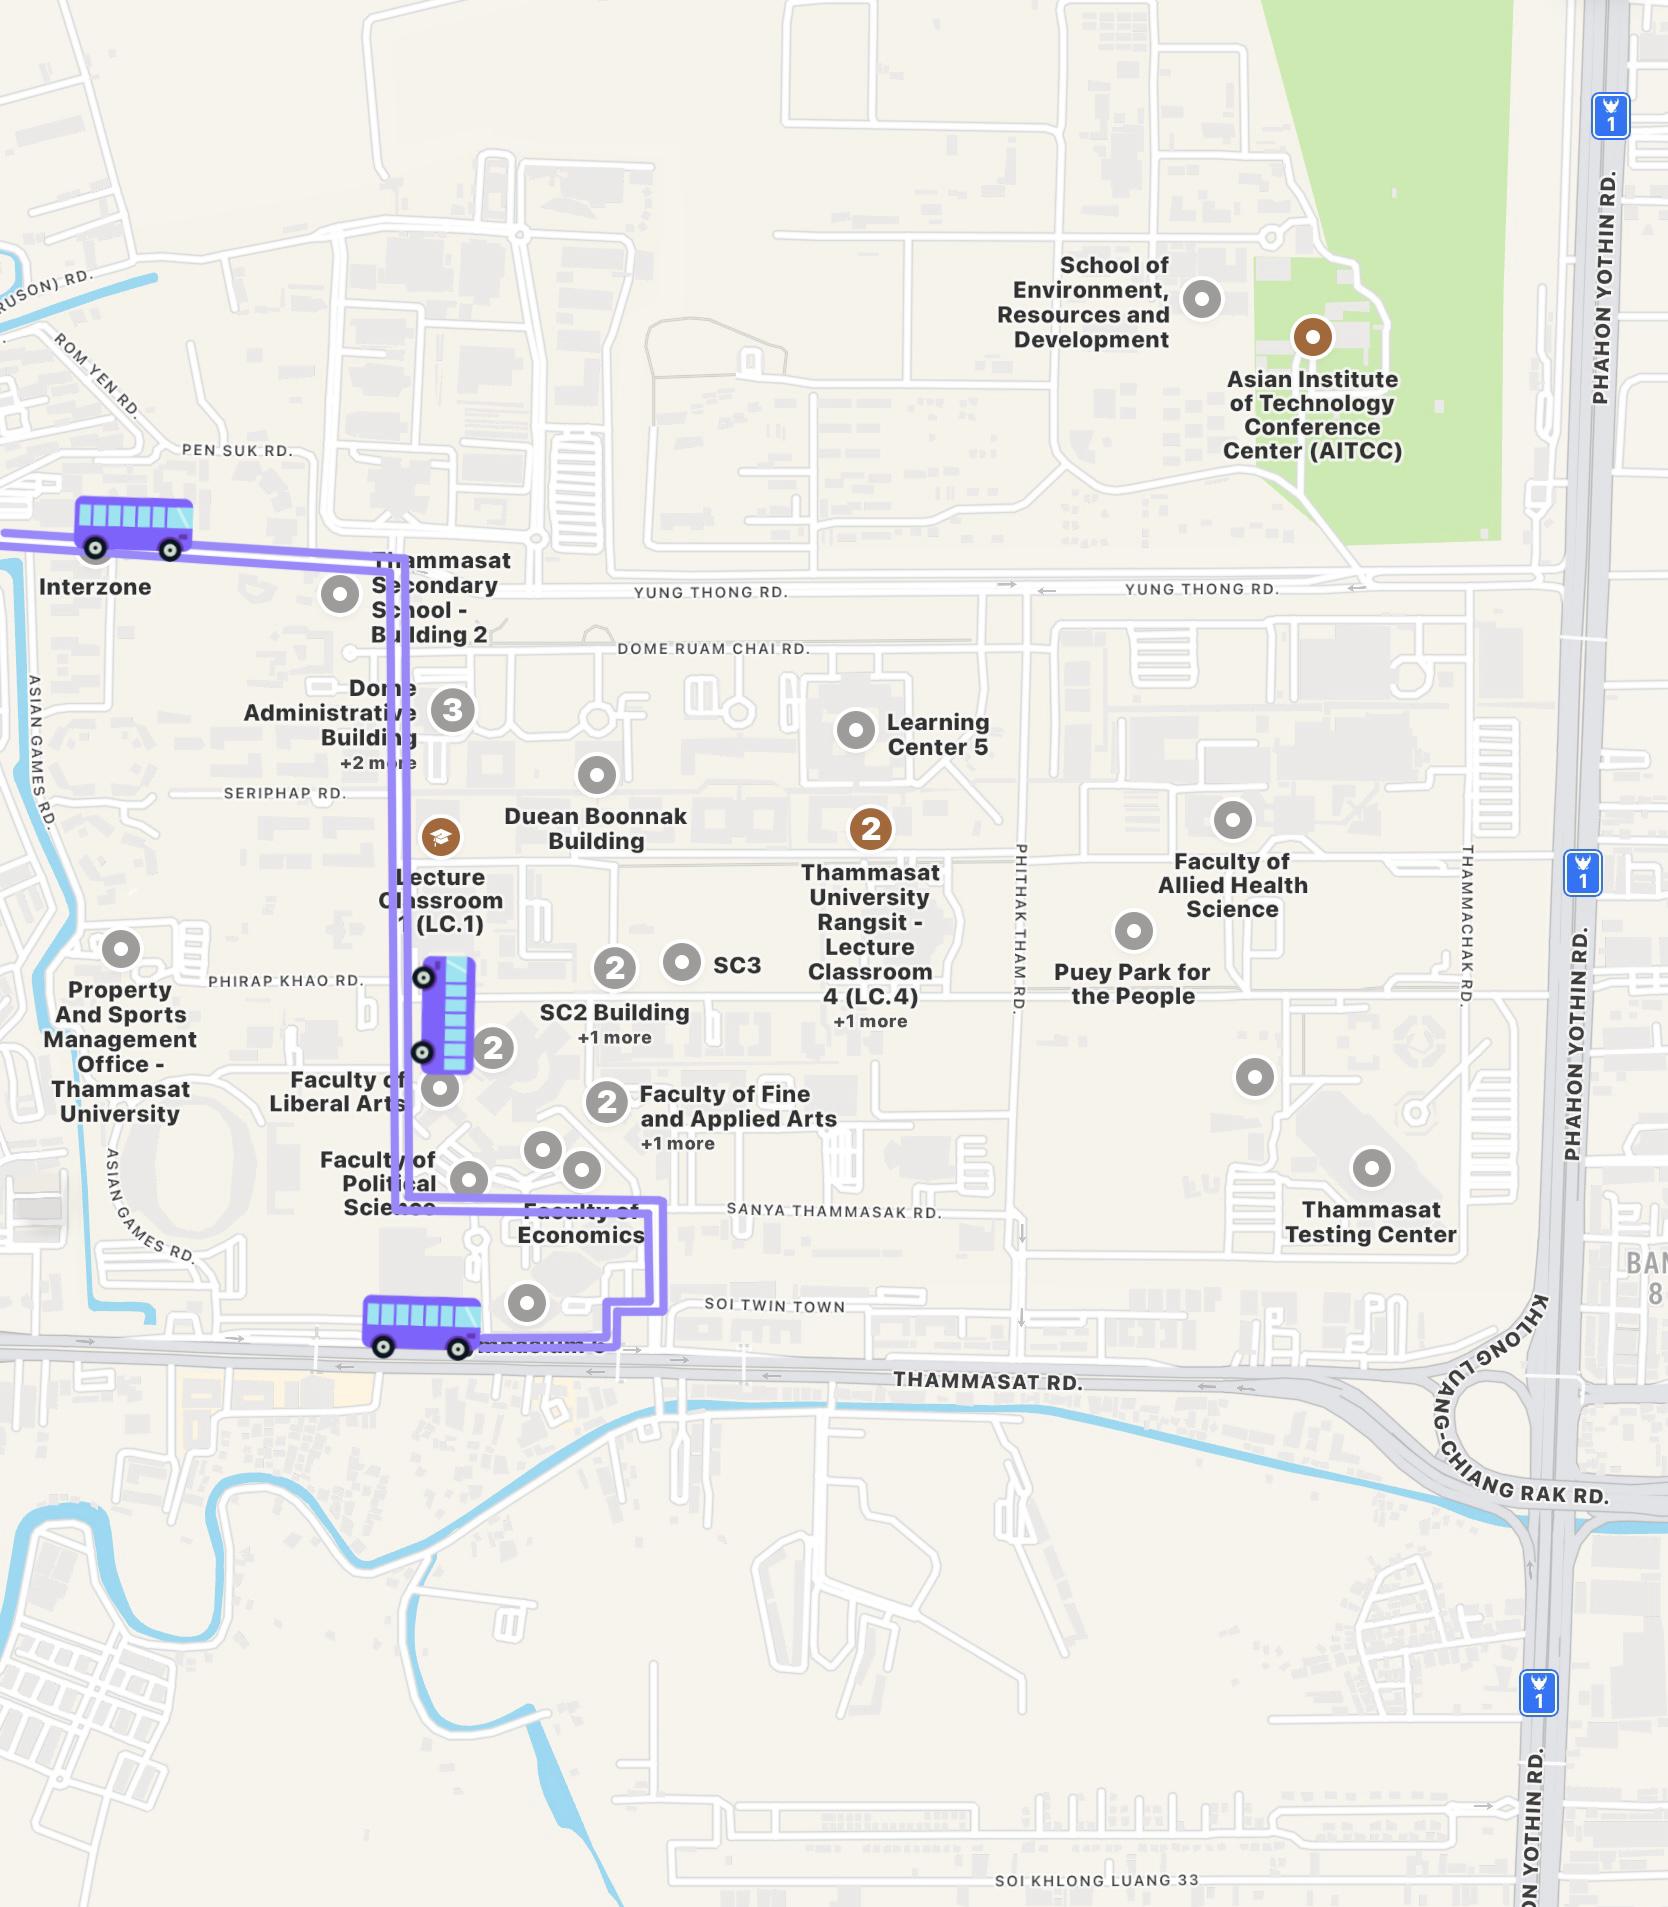 1
PHAHON YOTHIN RD.
School of
Environment,
Resources and
Development
RUSON) RD.
ROM YEN RD.
Asian Institute
of Technology
Conference
Center (AITCC)
PEN SUK RD.
Interzone
Thammasat
Secondary
School -
Building 2
YUNG THONG RD.
YUNG THONG RD.
DOME RUAM CHAI RD.
ASIAN GAMES RD.
Dome
Administrative
Building
+2 more
3
Learning
Center 5
SERIPHAP RD.
Duean Boonnak
Building
2
Thammasat
University
Rangsit -
Lecture
Classroom
4 (LC.4)
+1 more
Faculty of
Allied Health
Science
PHITHAK THAM RD.
THAMMACHAK RD.
1
Lecture
Classroom
1 (LC.1)
PHAHON YOTHIN RD.
Property
And Sports
Management
Office -
Thammasat
University
PHIRAP KHAO RD.
2
SC2 Building
+1 more
SC3
Puey Park for
the People
2
Faculty of
Liberal Arts
2
Faculty of Fine
and Applied Arts
+1 more
ASIAN GAMES RD.
Faculty of
Political
Science
Faculty of
Economics
SANYA THAMMASAK RD.
Thammasat
Testing Center
BAN
8
SOI TWIN TOWN
KHLONG LUANG-CHIANG RAK RD.
THAMMASAT RD.
1
ON YOTHIN RD.
SOI KHLONG LUANG 33